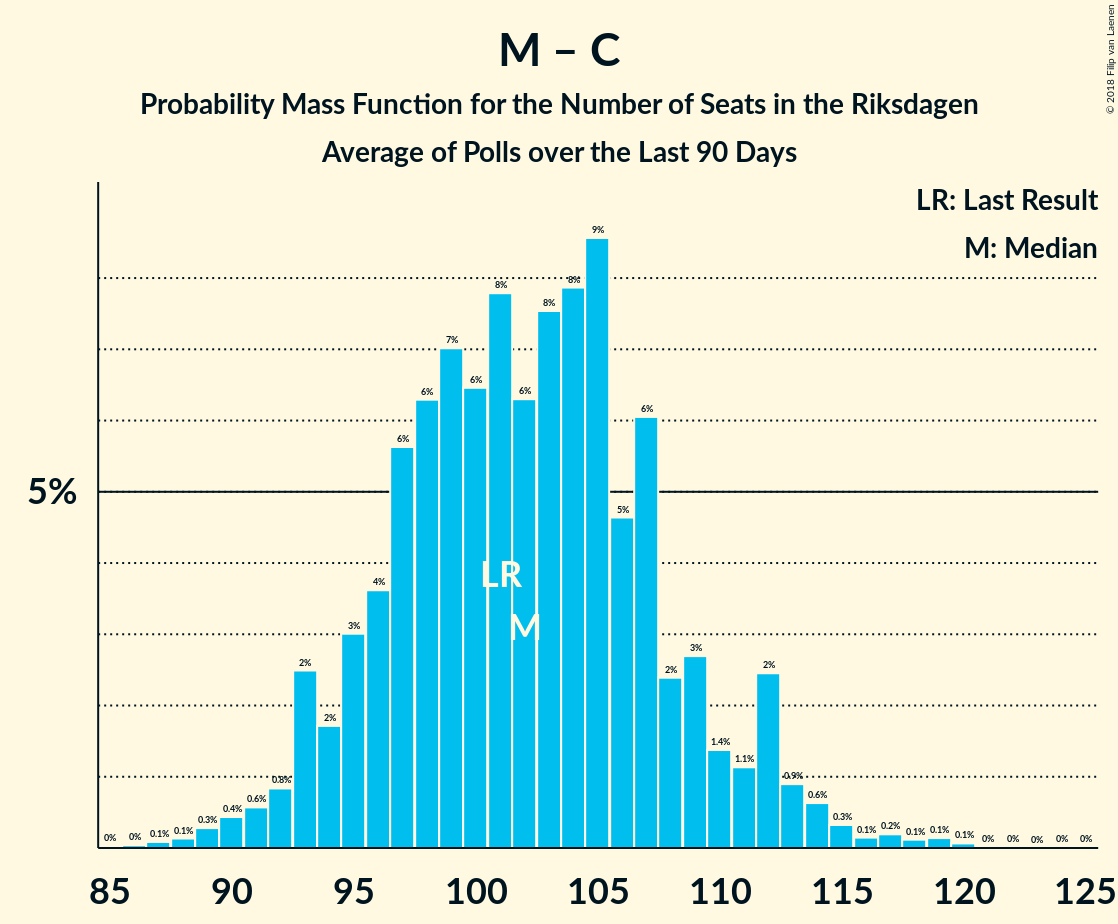 M – C
Probability Mass Function for the Number of Seats in the Riksdagen
Average of Polls over the Last 90 Days
© 2018 Filip van Laenen
LR: Last Result
M: Median
5%
0% 0% 0.1% 0.1% 0.3% 0.4% 0.6% 0.8% 2% 2% 3% 4% 6% 6% 7% 6% 8% 6% 8% 8% 9% 5% 6% 2% 3% 1.4% 1.1% 2% 0.9% 0.6% 0.3% 0.1% 0.2% 0.1% 0.1% 0.1% 0% 0% 0% 0% 0%
LR
M
85 90 95 100 105 110 115 120 125